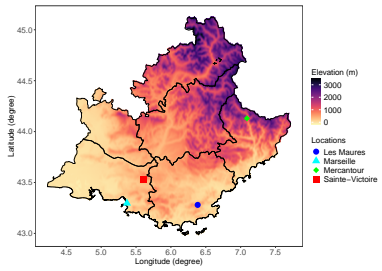 45.0
44.5
44.0
43.5
43.0
Latitude (degree)
4.5 5.0 5.5 6.0 6.5 7.0 7.5
Longitude (degree)
Elevation (m)
3000
2000
1000
0
Locations
Les Maures
Marseille
Mercantour
Sainte−Victoire